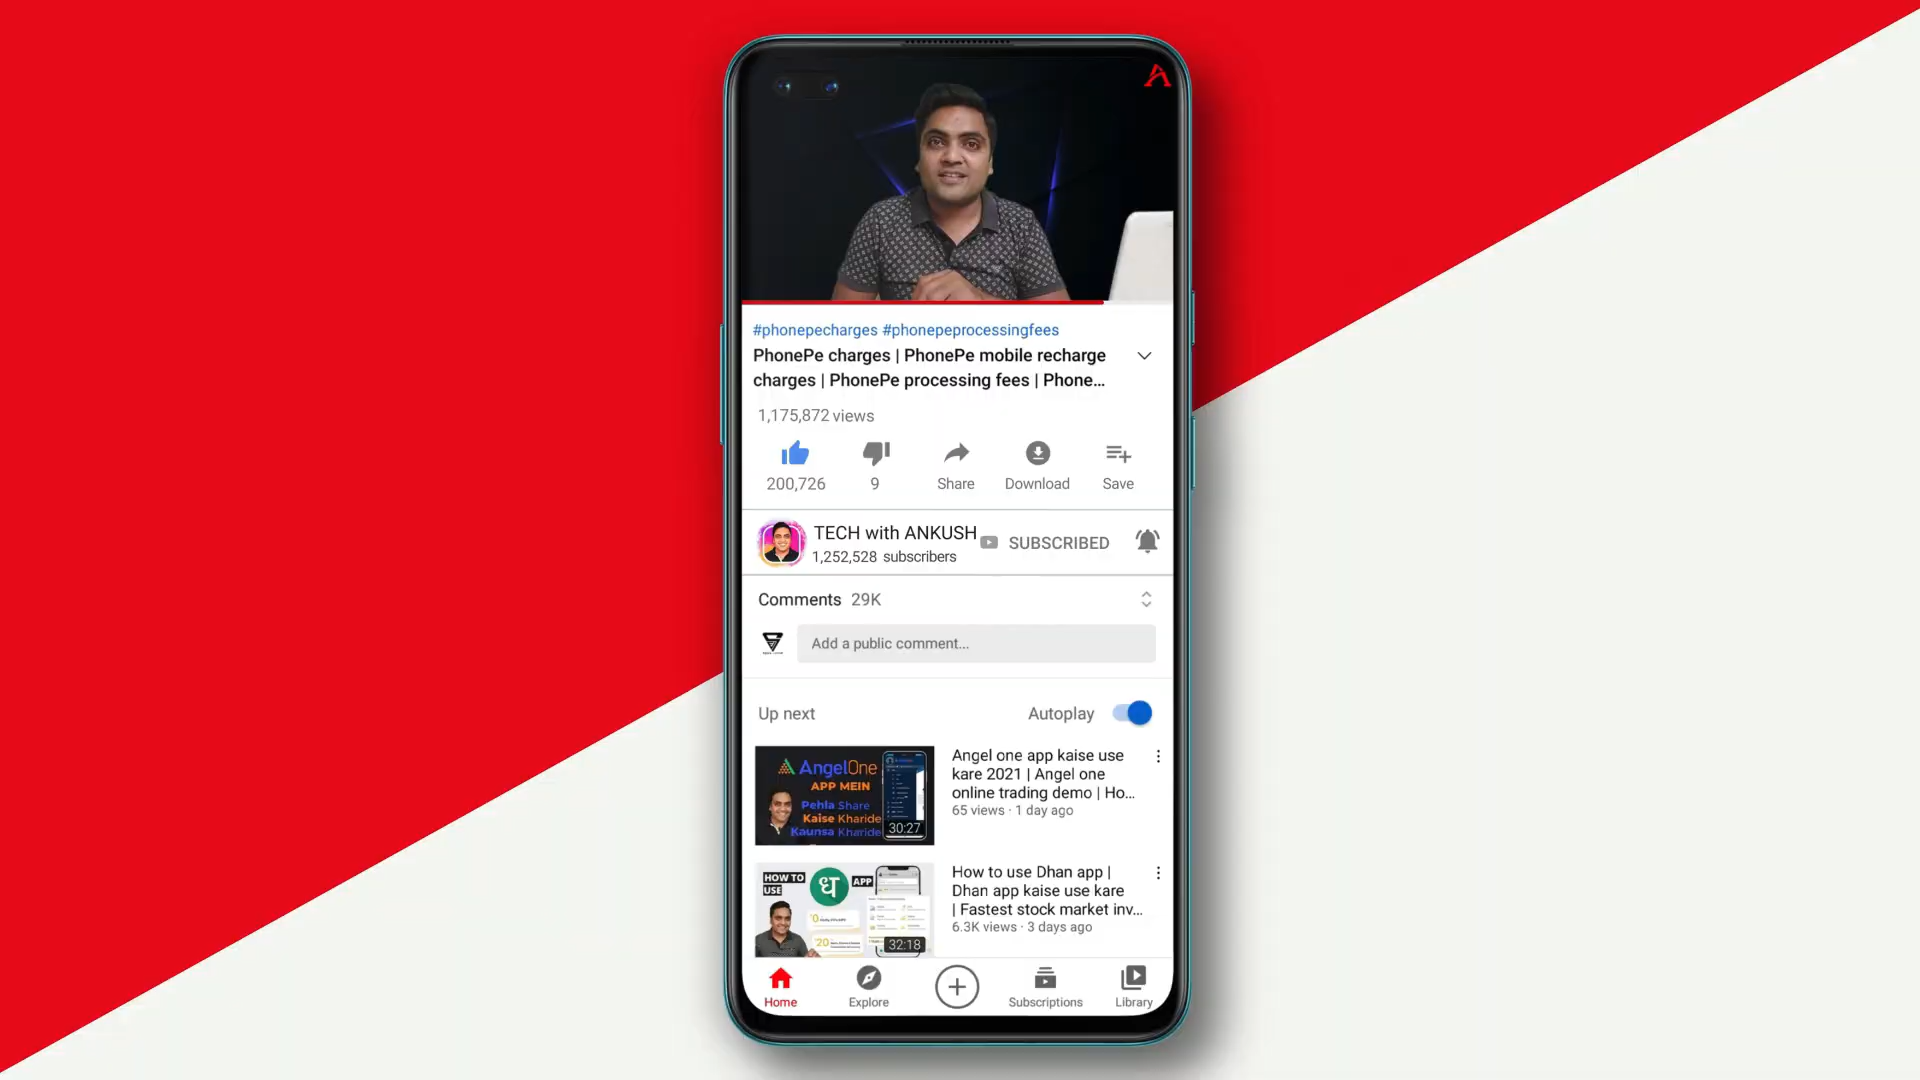 #phonepecharges #phonepeprocessingfees
PhonePe charges | PhonePe mobile recharge
charges | PhonePe processing fees | Phone...
1,175,872 views
200,726
9
Share
Download
Save
TECH with ANKUSH
1,252,528 subscribers
SUBSCRIBED
Comments 29K
Add a public comment...
Up next
Autoplay
AngelOne
APP MEIN
Pehla Share
Kaise Kharide
Kaunsa Kharide
30:27
Angel one app kaise use
kare 2021 | Angel one
online trading demo | Ho...
65 views · 1 day ago
HOW TO
USE
ध
APP
32:18
How to use Dhan app |
Dhan app kaise use kare
| Fastest stock market inv...
6.3K views · 3 days ago
Home
Explore
Subscriptions
Library